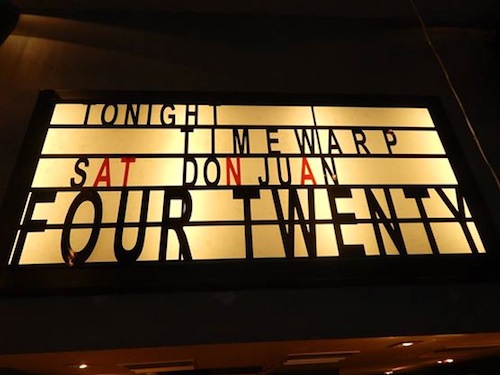 TONIGHT
TIMEWARP
SAT DON JUAN
FOUR TWENTY